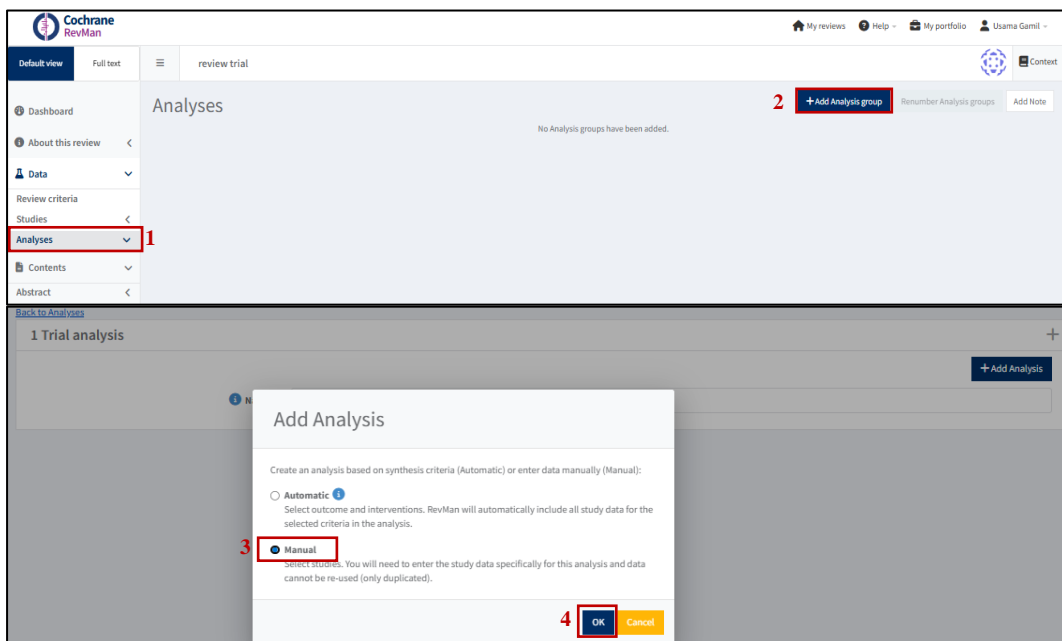 Cochrane
RevMan
My reviews Help My portfolio Usama Gamil
Default view Full text review trial Context
Dashboard
About this review
Data
Review criteria
Studies
Analyses 1
Contents
Abstract
Analyses
2 +Add Analysis group Renumber Analysis groups Add Note
No Analysis groups have been added.
Back to Analyses
1 Trial analysis
+ Add Analysis
Add Analysis
Create an analysis based on synthesis criteria (Automatic) or enter data manually (Manual):
Automatic
Select outcome and interventions. RevMan will automatically include all study data for the
selected criteria in the analysis.
3 Manual
Select studies. You will need to enter the study data specifically for this analysis and data
cannot be re-used (only duplicated).
4 OK Cancel